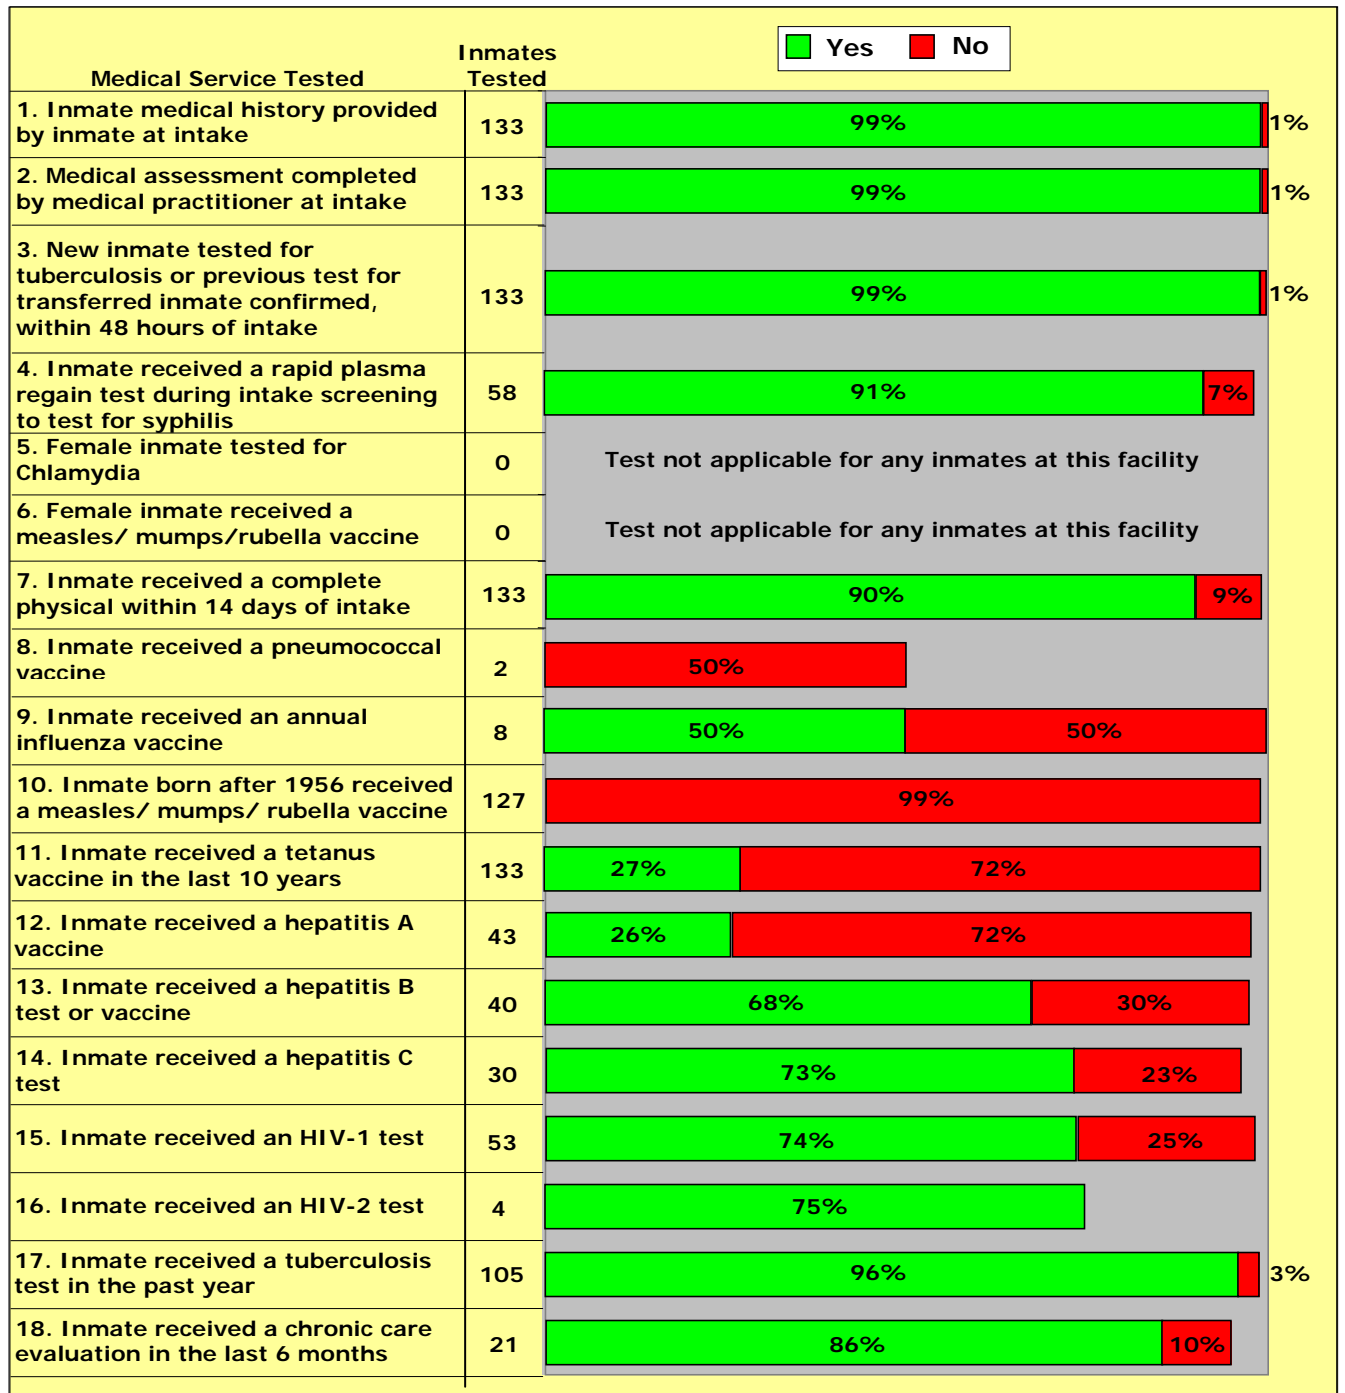 Yes No
Inmates
Medical Service Tested Tested
1. Inmate medical history provided
by inmate at intake
133
99%
1%
2. Medical assessment completed
by medical practitioner at intake
133
99%
1%
3. New inmate tested for
tuberculosis or previous test for
transferred inmate confirmed,
within 48 hours of intake
133
99%
1%
4. Inmate received a rapid plasma
regain test during intake screening
to test for syphilis
58
91%
7%
5. Female inmate tested for
Chlamydia
0
Test not applicable for any inmates at this facility
6. Female inmate received a
measles/ mumps/rubella vaccine
0
Test not applicable for any inmates at this facility
7. Inmate received a complete
physical within 14 days of intake
133
90%
9%
8. Inmate received a pneumococcal
vaccine
2
50%
9. Inmate received an annual
influenza vaccine
8
50%
50%
10. Inmate born after 1956 received
a measles/ mumps/ rubella vaccine
127
99%
11. Inmate received a tetanus
vaccine in the last 10 years
133
27%
72%
12. Inmate received a hepatitis A
vaccine
43
26%
72%
13. Inmate received a hepatitis B
test or vaccine
40
68%
30%
14. Inmate received a hepatitis C
test
30
73%
23%
15. Inmate received an HIV-1 test
53
74%
25%
16. Inmate received an HIV-2 test
4
75%
17. Inmate received a tuberculosis
test in the past year
105
96%
3%
18. Inmate received a chronic care
evaluation in the last 6 months
21
86%
10%